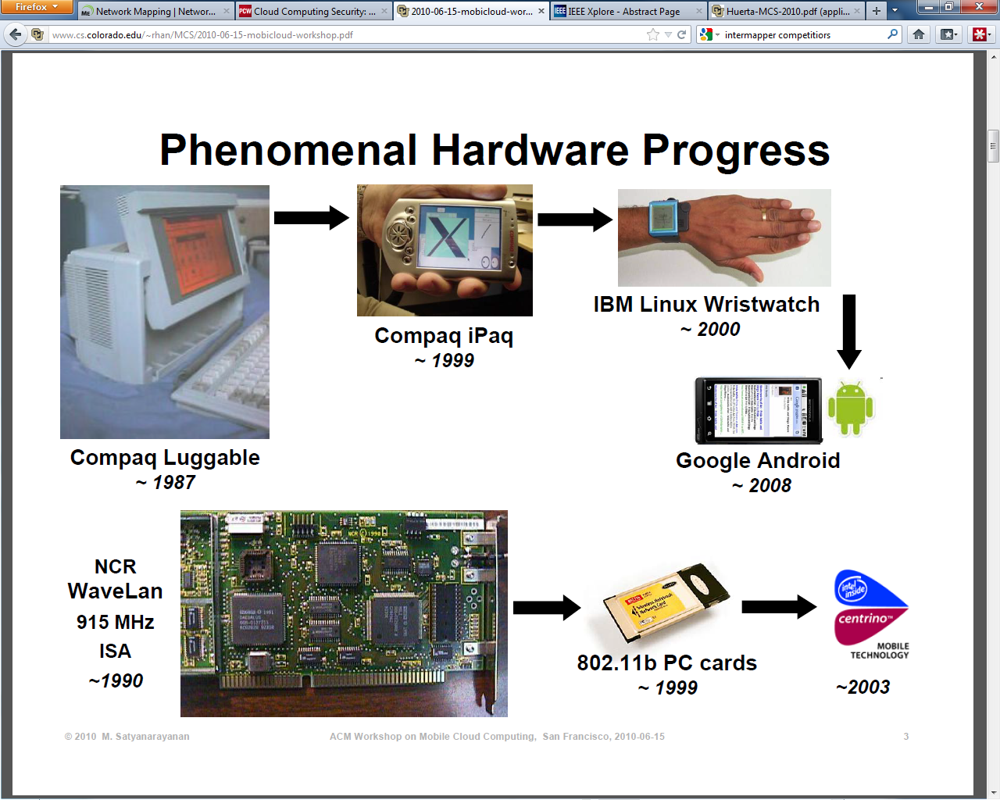 Firefox
Network Mapping | Networ...
Cloud Computing Security: ...
2010-06-15-mobicloud-wor...
IEEE Xplore - Abstract Page
Huerta-MCS-2010.pdf (appli...
www.cs.colorado.edu/~rhan/MCS/2010-06-15-mobicloud-workshop.pdf
intermapper competitiors
Phenomenal Hardware Progress
IBM Linux Wristwatch
~ 2000
Compaq iPaq
~ 1999
Compaq Luggable
~ 1987
Google Android
~ 2008
NCR
WaveLan
915 MHz
ISA
~1990
NCR © 1990
802.11b PC cards
~ 1999
intel
inside
centrino™
MOBILE
TECHNOLOGY
~2003
© 2010 M. Satyanarayanan
ACM Workshop on Mobile Cloud Computing, San Francisco, 2010-06-15
3